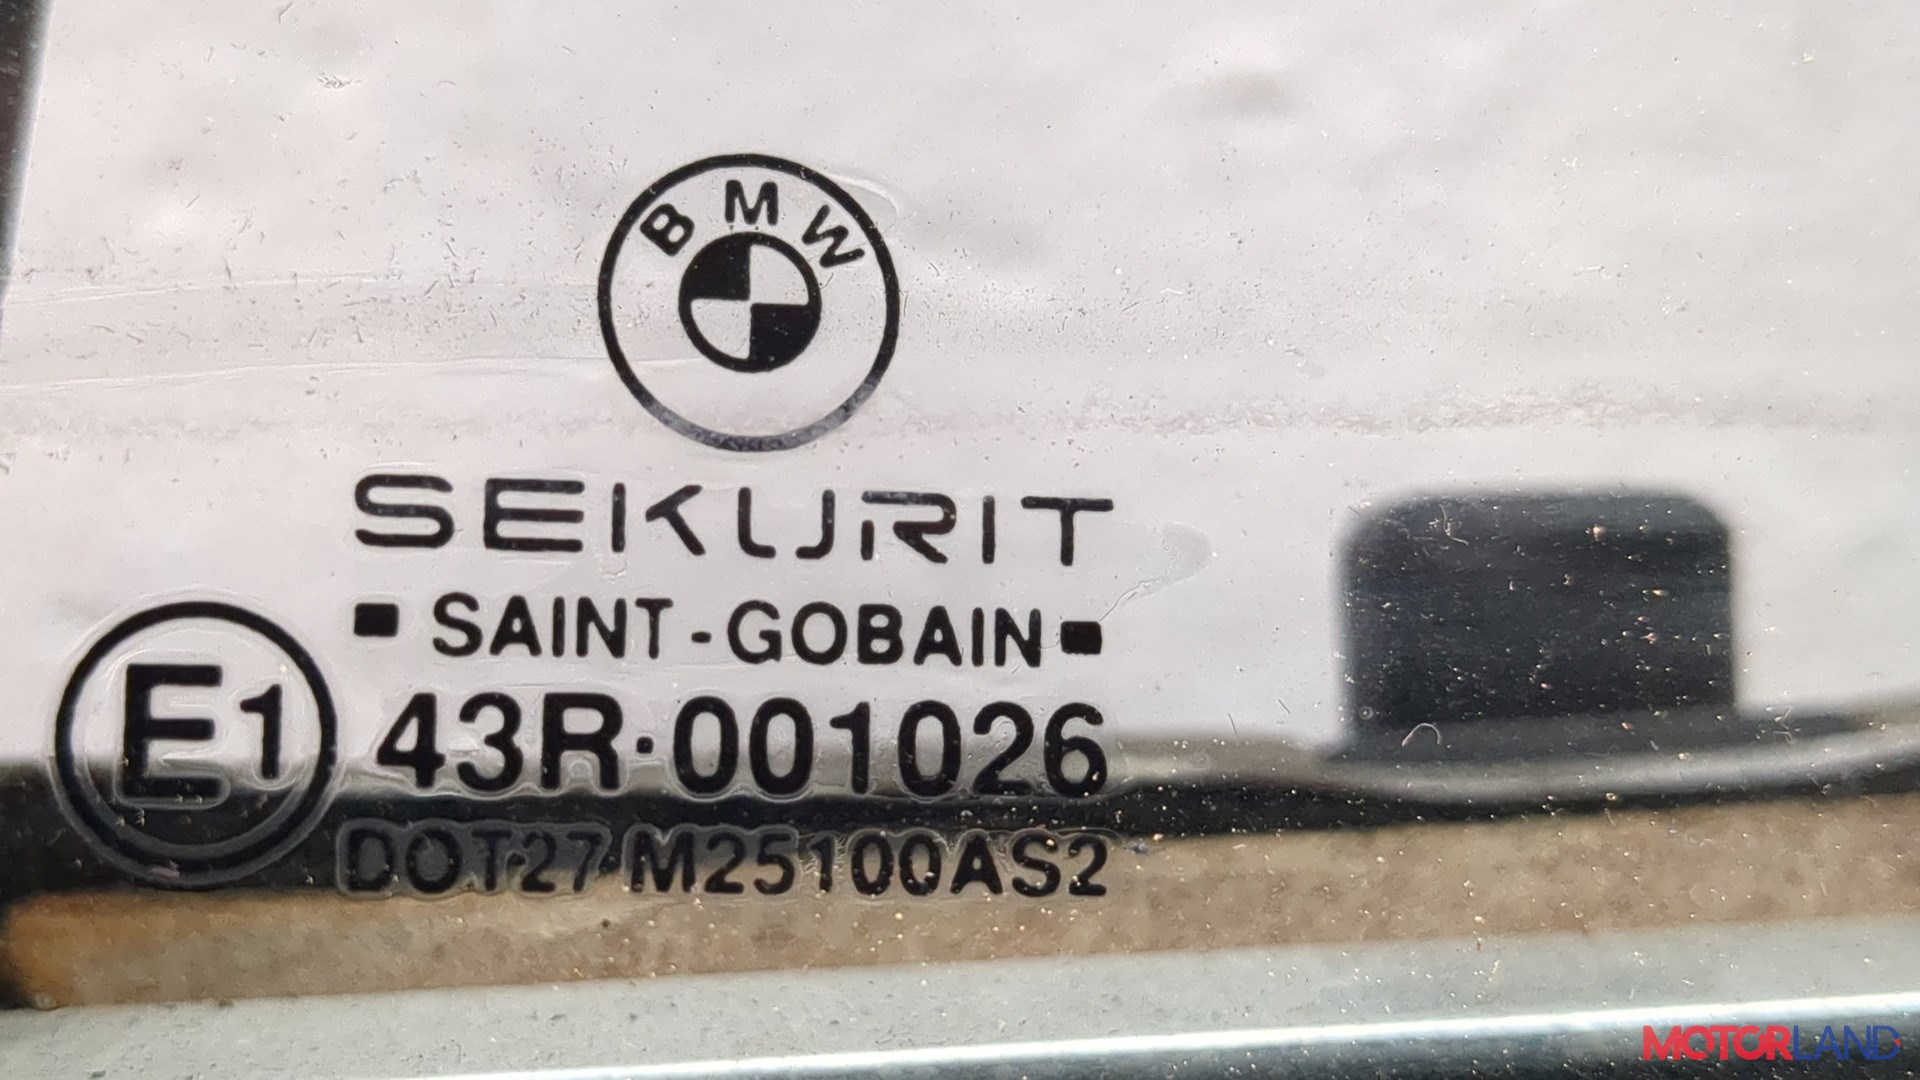 BMW
SEKURIT
▪ SAINT-GOBAIN ▪
E1 43R·001026
DOT27·M25100AS2
MOTORLAND